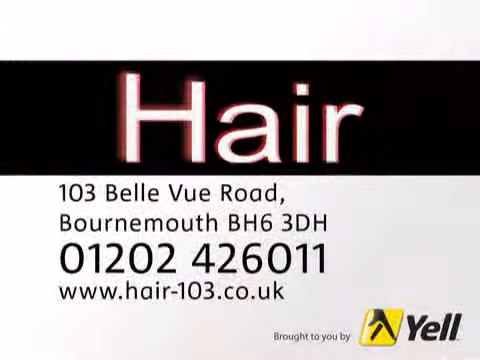 Hair
103 Belle Vue Road,
Bournemouth BH6 3DH
01202 426011
www.hair-103.co.uk
Brought to you by Yell